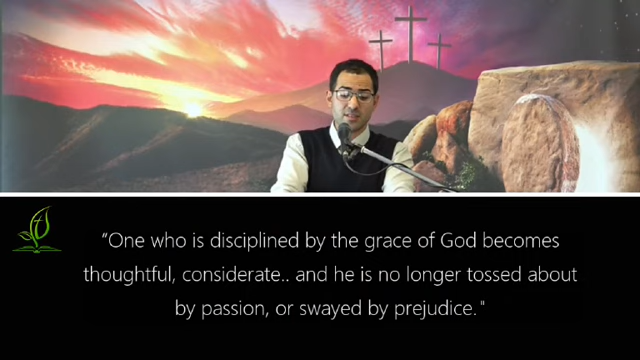 "One who is disciplined by the grace of God becomes
thoughtful, considerate.. and he is no longer tossed about
by passion, or swayed by prejudice."